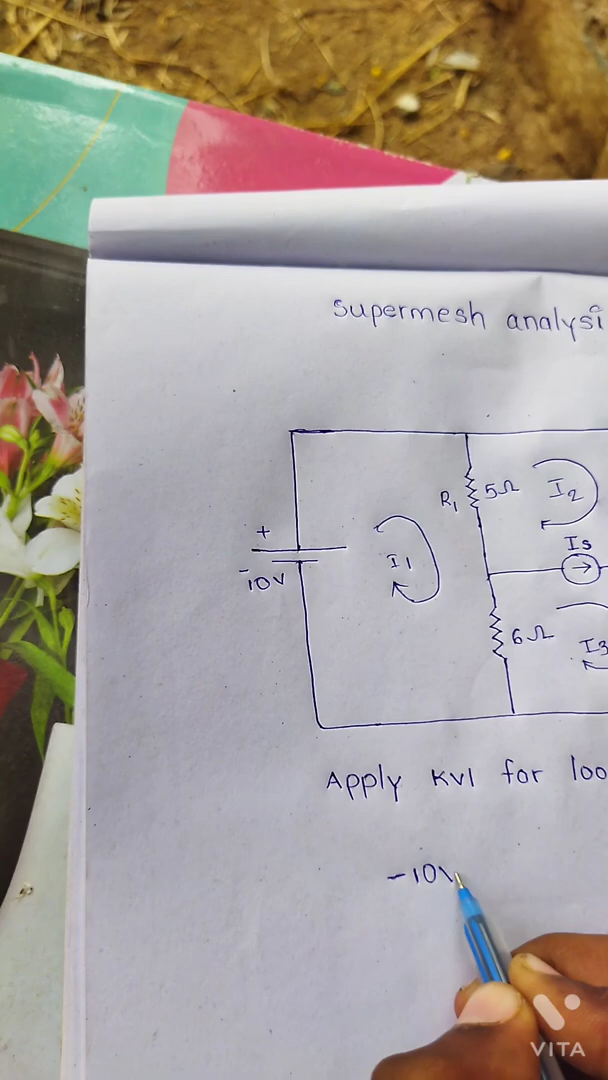 Supermesh analysi
R1 5Ω I2
+
Is
I1
-10V
6Ω
I3
Apply KVl for loo
-10V
VITA